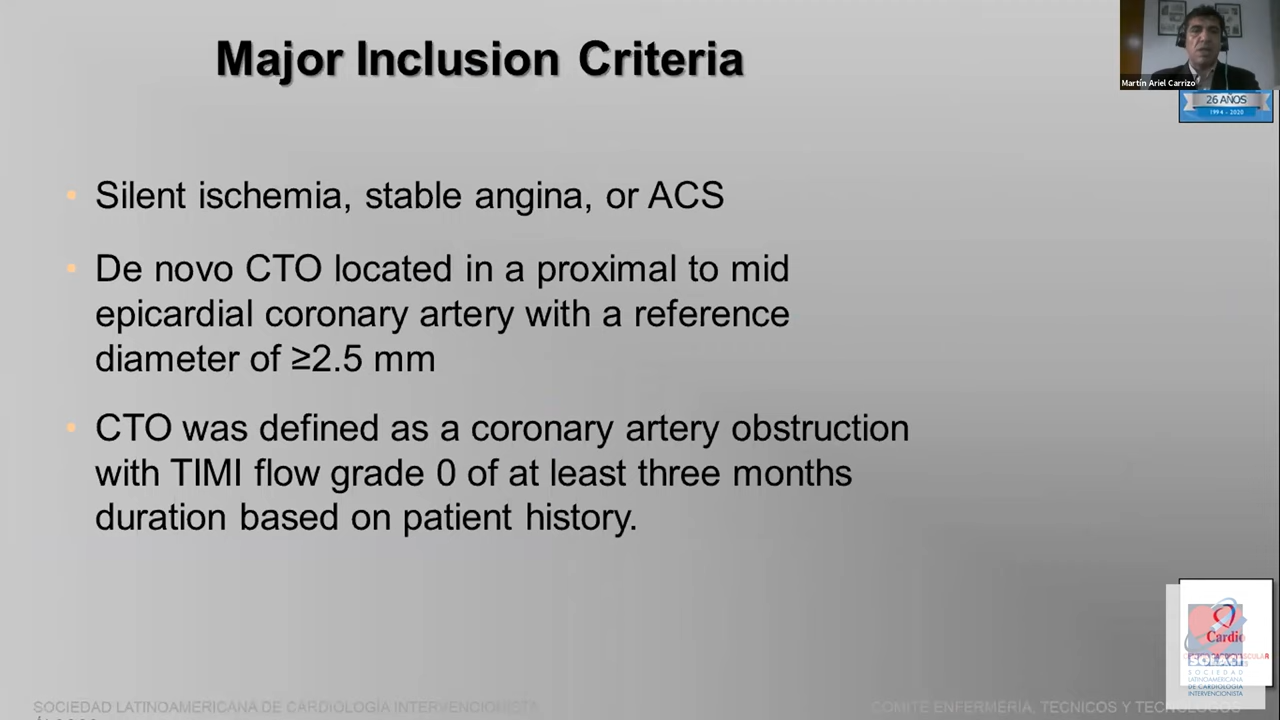 Major Inclusion Criteria
Martín Ariel Carrizo
26 AÑOS
1994 - 2020
• Silent ischemia, stable angina, or ACS
• De novo CTO located in a proximal to mid
epicardial coronary artery with a reference
diameter of ≥2.5 mm
• CTO was defined as a coronary artery obstruction
with TIMI flow grade 0 of at least three months
duration based on patient history.
Cardio
SOLACI
SOCIEDAD
LATINOAMERICANA
DE CARDIOLOGÍA
INTERVENCIONISTA
SOCIEDAD LATINOAMERICANA DE CARDIOLOGÍA INTERVENCIONISTA
COMITE ENFERMERIA, TECNICOS Y TECNOLOGOS